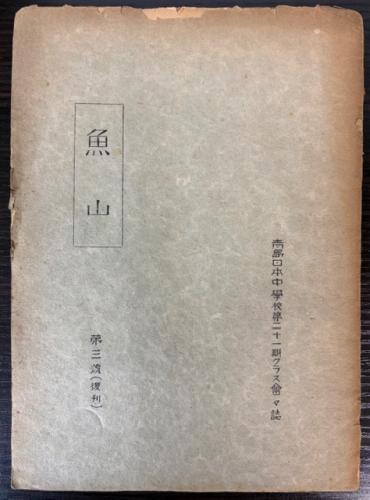 青島日本中學校第二十一期クラス會々誌
魚山
第三號(復刊)